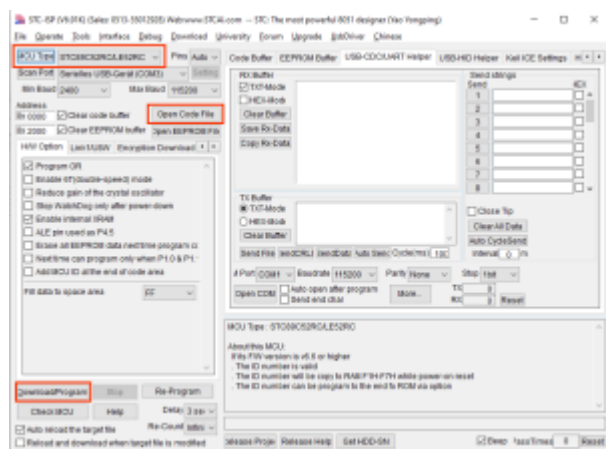 STC-ISP (V6.91K) (Sales: 0513-55012928) Web:www.STCAI.com -- STC: The most powerful 8051 designer (Yao Yongping)
File Operate Tools Interface Debug Download University Forum Upgrade Chinese
MCU Type STC89C52RC/LE52RC Pins Auto
Scan Port Serielles USB-Gerät (COM3) Setting
Min Baud 2400 Max Baud 115200
Address
0x 0000 Clear code buffer Open Code File
0x 2000 Clear EEPROM buffer Open EEPROM File
H/W Option Encryption Download
Program OR
Enable 6T(double-speed) mode
Reduce gain of the crystal oscillator
Stop WatchDog only after power-down
Enable internal XRAM
ALE pin used as P4.5
Erase all EEPROM data next time program
Next time can program only when P1.0 & P1.
Add MCU ID at the end of code area
Fill data to space area FF
Download/Program Stop Re-Program
Check MCU Help Delay 3 sec
Auto reload the target file Re-Count Infini
Reload and download when target file is modified
Code Buffer EEPROM Buffer USB-CDC/UART Helper USB-HID Helper Keil ICE Settings
RX Buffer
TXT-Mode
HEX-Mode
Clear Buffer
Save Rx-Data
Copy Rx-Data
TX Buffer
TXT-Mode
HEX-Mode
Clear Buffer
Send File Auto Send Cycle(ms) 100
Send strings
Send HEX
1
2
3
4
5
6
7
8
Close Tip
Clear All Data
Auto CycleSend
Interval 0 m
Port COM1 Baudrate 115200 Parity None Stop 1bit
Open COM Auto open after program
Send end char
More...
TX 0
RX 0 Reset
MCU Type : STC89C52RC/LE52RC
About this MCU:
If its F/W version is v6.6 or higher
. The ID number is valid
. The ID number will be copy to RAM F1H-F7H while power-on reset
. The ID number can be program to the end fo ROM via option
Release Help Get HDD-SN Beep Times 0 Reset